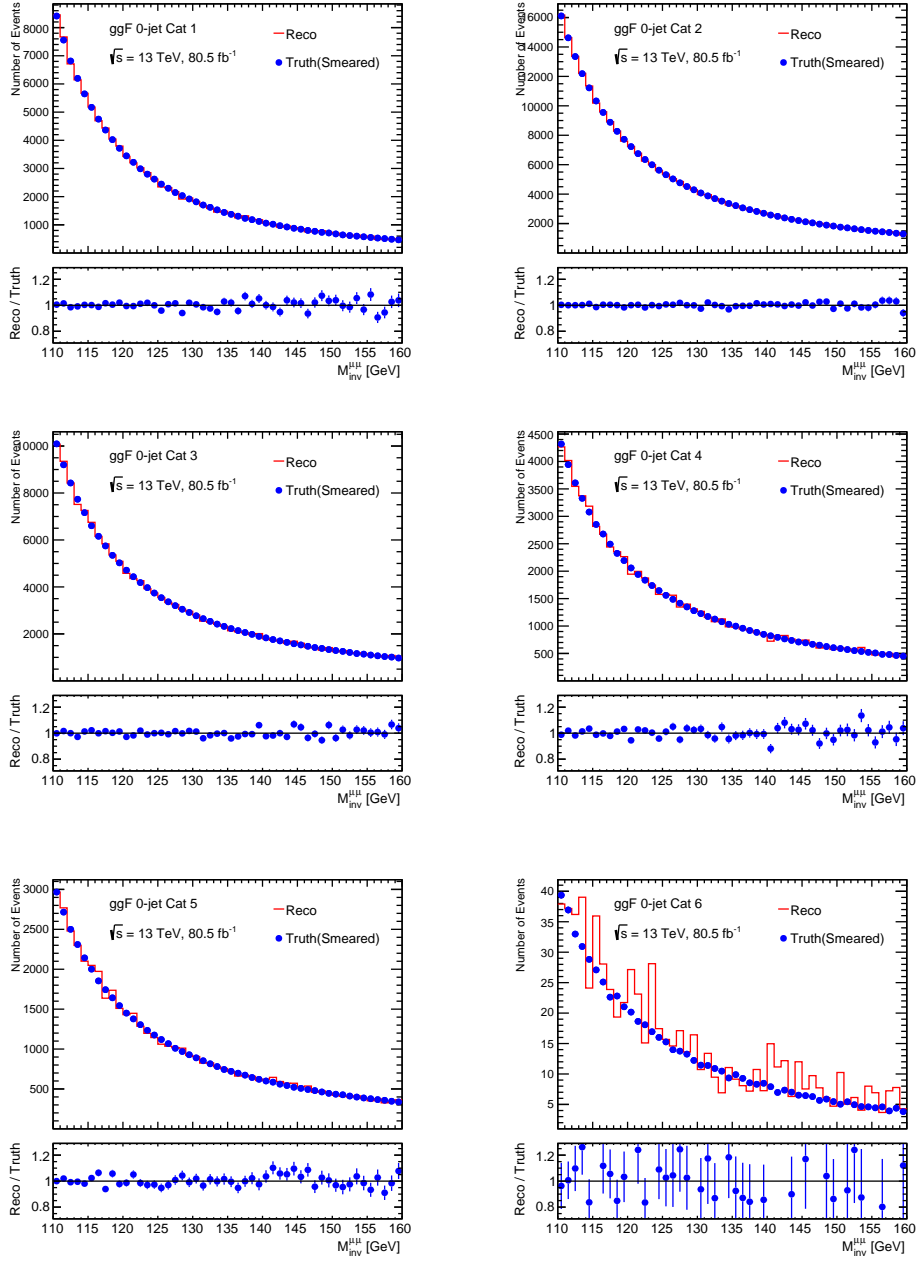 Number of Events
8000
7000
6000
5000
4000
3000
2000
1000
ggF 0-jet Cat 1
√s = 13 TeV, 80.5 fb⁻¹
Reco
Truth(Smeared)
Reco / Truth
1.2
1
0.8
110 115 120 125 130 135 140 145 150 155 160
M_inv^μμ [GeV]
Number of Events
16000
14000
12000
10000
8000
6000
4000
2000
ggF 0-jet Cat 2
√s = 13 TeV, 80.5 fb⁻¹
Reco
Truth(Smeared)
Reco / Truth
1.2
1
0.8
110 115 120 125 130 135 140 145 150 155 160
M_inv^μμ [GeV]
Number of Events
10000
8000
6000
4000
2000
ggF 0-jet Cat 3
√s = 13 TeV, 80.5 fb⁻¹
Reco
Truth(Smeared)
Reco / Truth
1.2
1
0.8
110 115 120 125 130 135 140 145 150 155 160
M_inv^μμ [GeV]
Number of Events
4500
4000
3500
3000
2500
2000
1500
1000
500
ggF 0-jet Cat 4
√s = 13 TeV, 80.5 fb⁻¹
Reco
Truth(Smeared)
Reco / Truth
1.2
1
0.8
110 115 120 125 130 135 140 145 150 155 160
M_inv^μμ [GeV]
Number of Events
3000
2500
2000
1500
1000
500
ggF 0-jet Cat 5
√s = 13 TeV, 80.5 fb⁻¹
Reco
Truth(Smeared)
Reco / Truth
1.2
1
0.8
110 115 120 125 130 135 140 145 150 155 160
M_inv^μμ [GeV]
Number of Events
40
35
30
25
20
15
10
5
ggF 0-jet Cat 6
√s = 13 TeV, 80.5 fb⁻¹
Reco
Truth(Smeared)
Reco / Truth
1.2
1
0.8
110 115 120 125 130 135 140 145 150 155 160
M_inv^μμ [GeV]